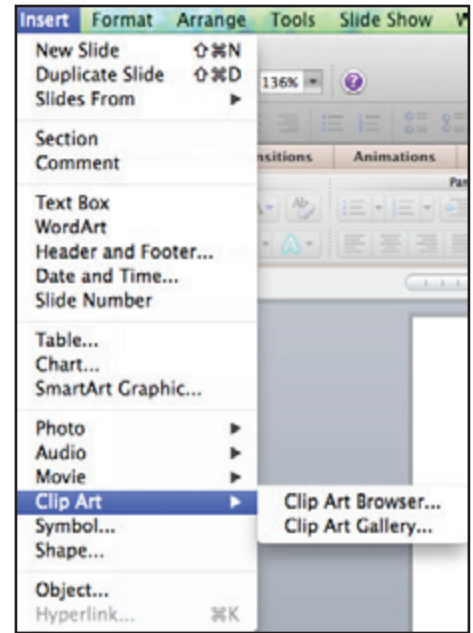 Insert Format Arrange Tools Slide Show
New Slide ⇧⌘N
Duplicate Slide ⇧⌘D
Slides From ▶
136%
Section
Comment
Animations
Text Box
WordArt
Header and Footer...
Date and Time...
Slide Number
Table...
Chart...
SmartArt Graphic...
Photo ▶
Audio ▶
Movie ▶
Clip Art ▶
Clip Art Browser...
Clip Art Gallery...
Symbol...
Shape...
Object...
Hyperlink... ⌘K